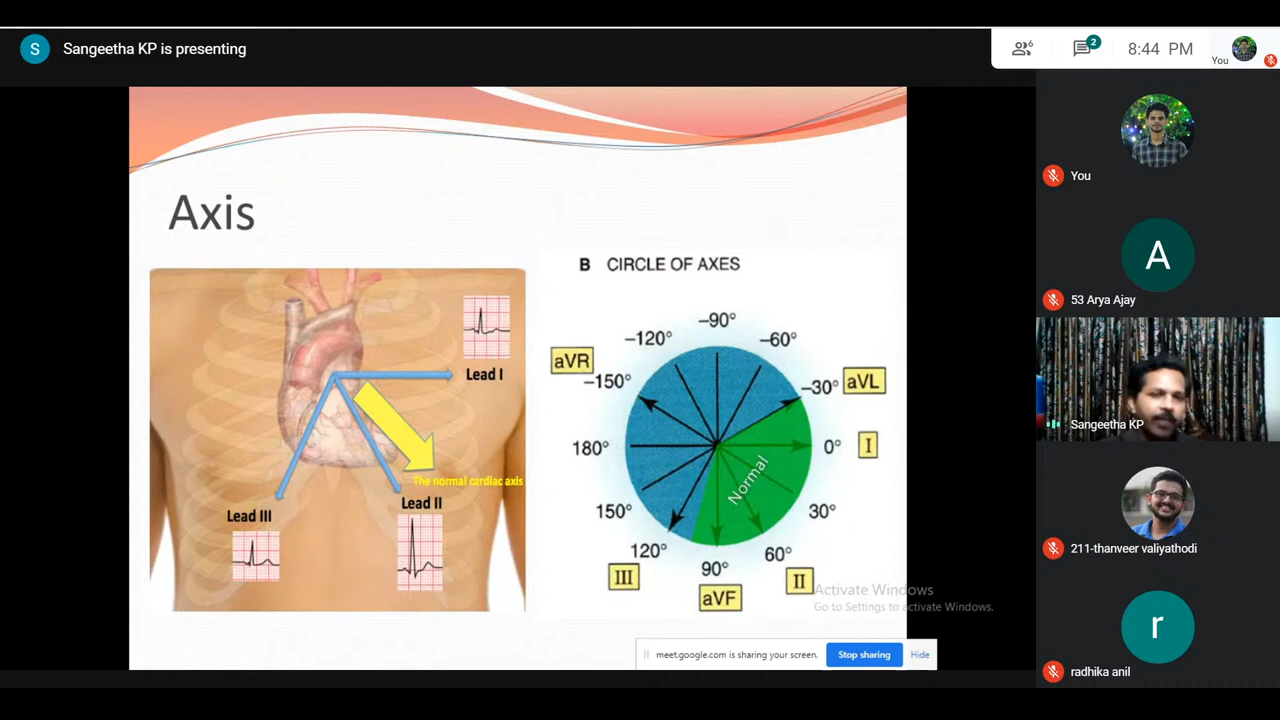 S
Sangeetha KP is presenting
6
2
8:44 PM
You
Axis
Lead I
The normal cardiac axis
Lead II
Lead III
B CIRCLE OF AXES
–90°
–120°
–60°
aVR
–150°
–30°
aVL
180°
0°
I
Normal
150°
30°
120°
60°
III
90°
II
aVF
Activate Windows
Go to Settings to activate Windows.
meet.google.com is sharing your screen.
Stop sharing
Hide
You
A
53 Arya Ajay
Sangeetha KP
211-thanveer valiyathodi
r
radhika anil